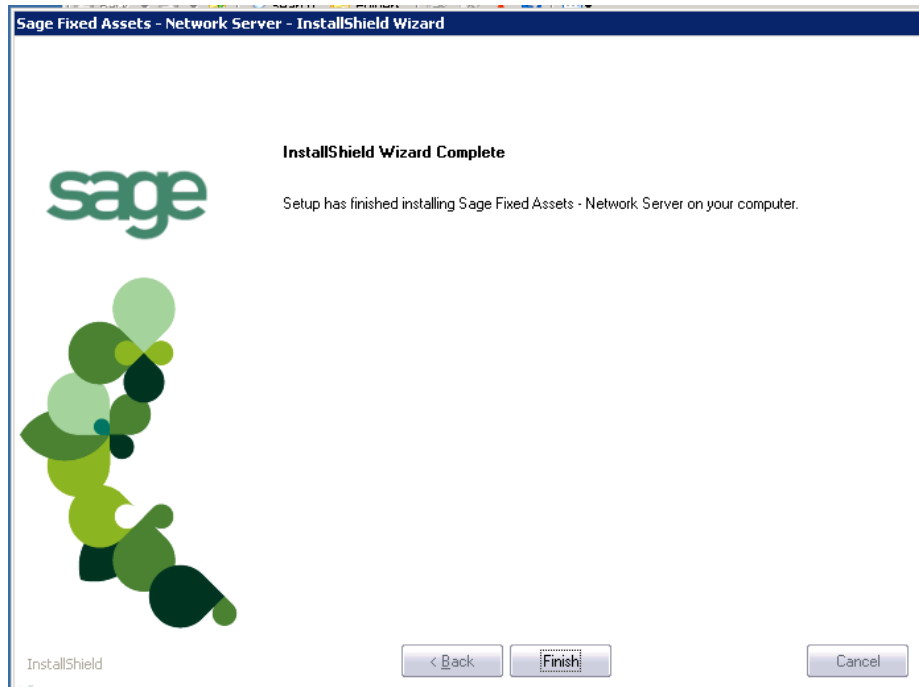 Sage Fixed Assets - Network Server - InstallShield Wizard
InstallShield Wizard Complete
sage
Setup has finished installing Sage Fixed Assets - Network Server on your computer.
InstallShield
< Back
Finish
Cancel